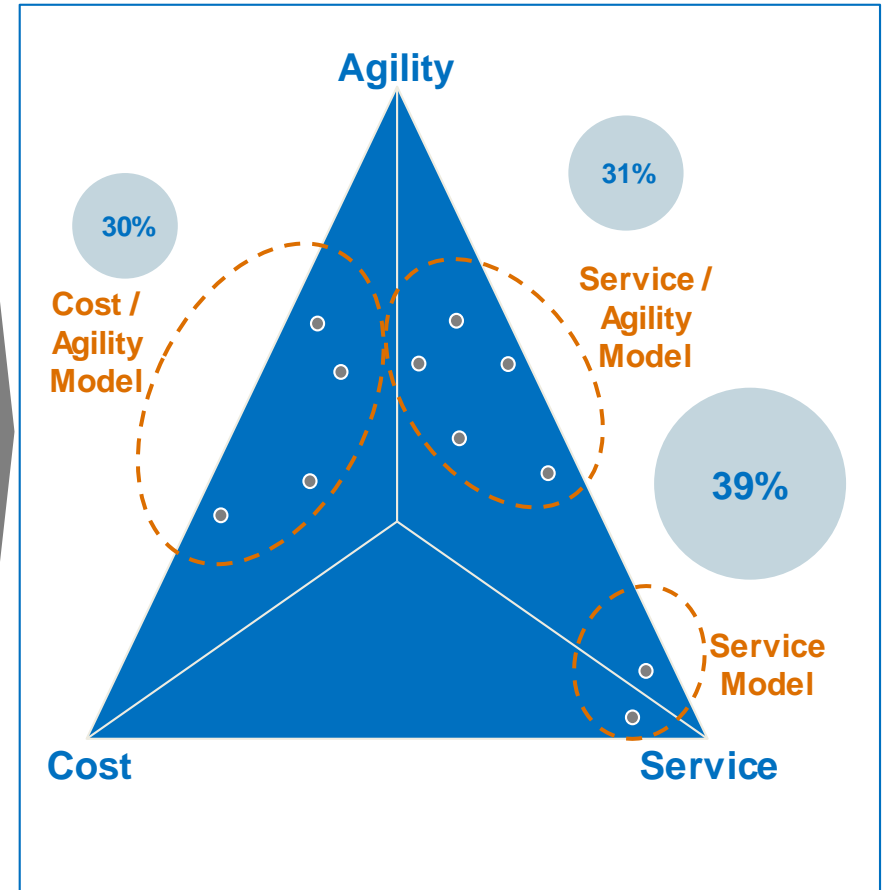 Agility
31%
30%
Cost /
Agility
Model
Service /
Agility
Model
39%
Service
Model
Cost
Service